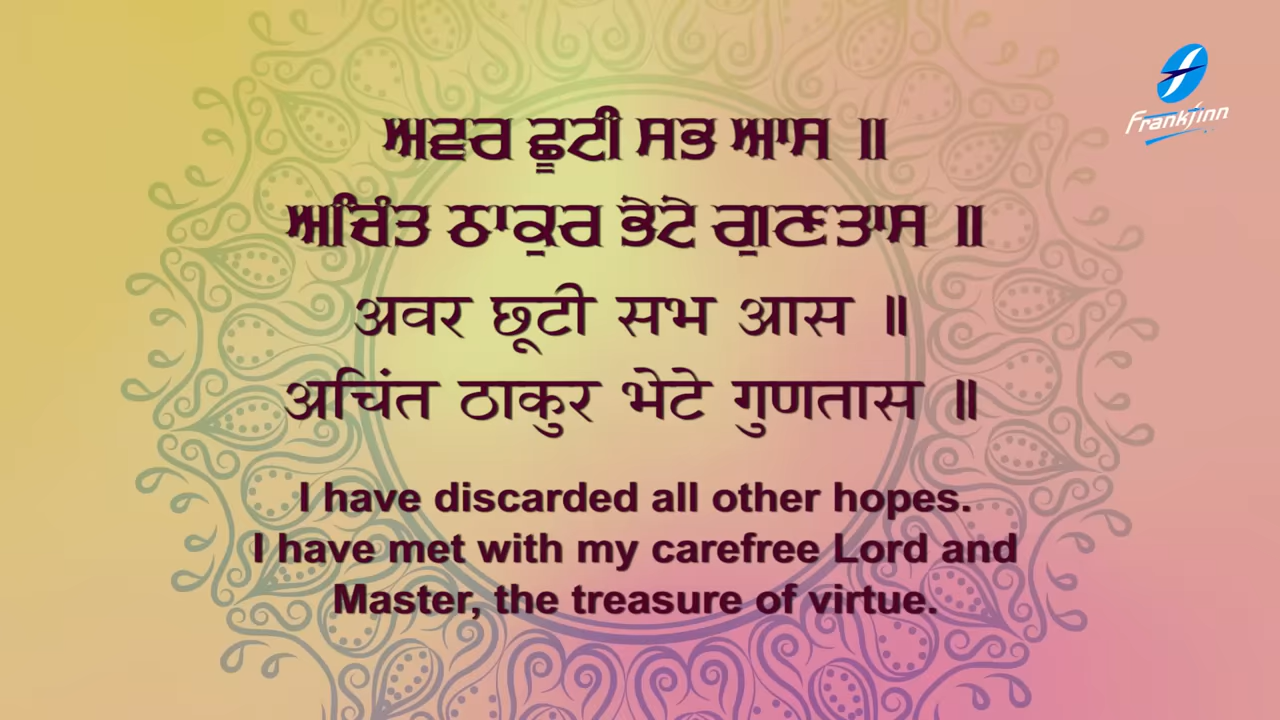 Frankfinn
ਅਵਰ ਛੂਟੀ ਸਭ ਆਸ ॥
ਅਚਿੰਤ ਠਾਕੁਰ ਭੇਟੇ ਗੁਣਤਾਸ ॥
अवर छूटी सभ आस ॥
अचिंत ठाकुर भेटे गुणतास ॥
I have discarded all other hopes.
I have met with my carefree Lord and
Master, the treasure of virtue.